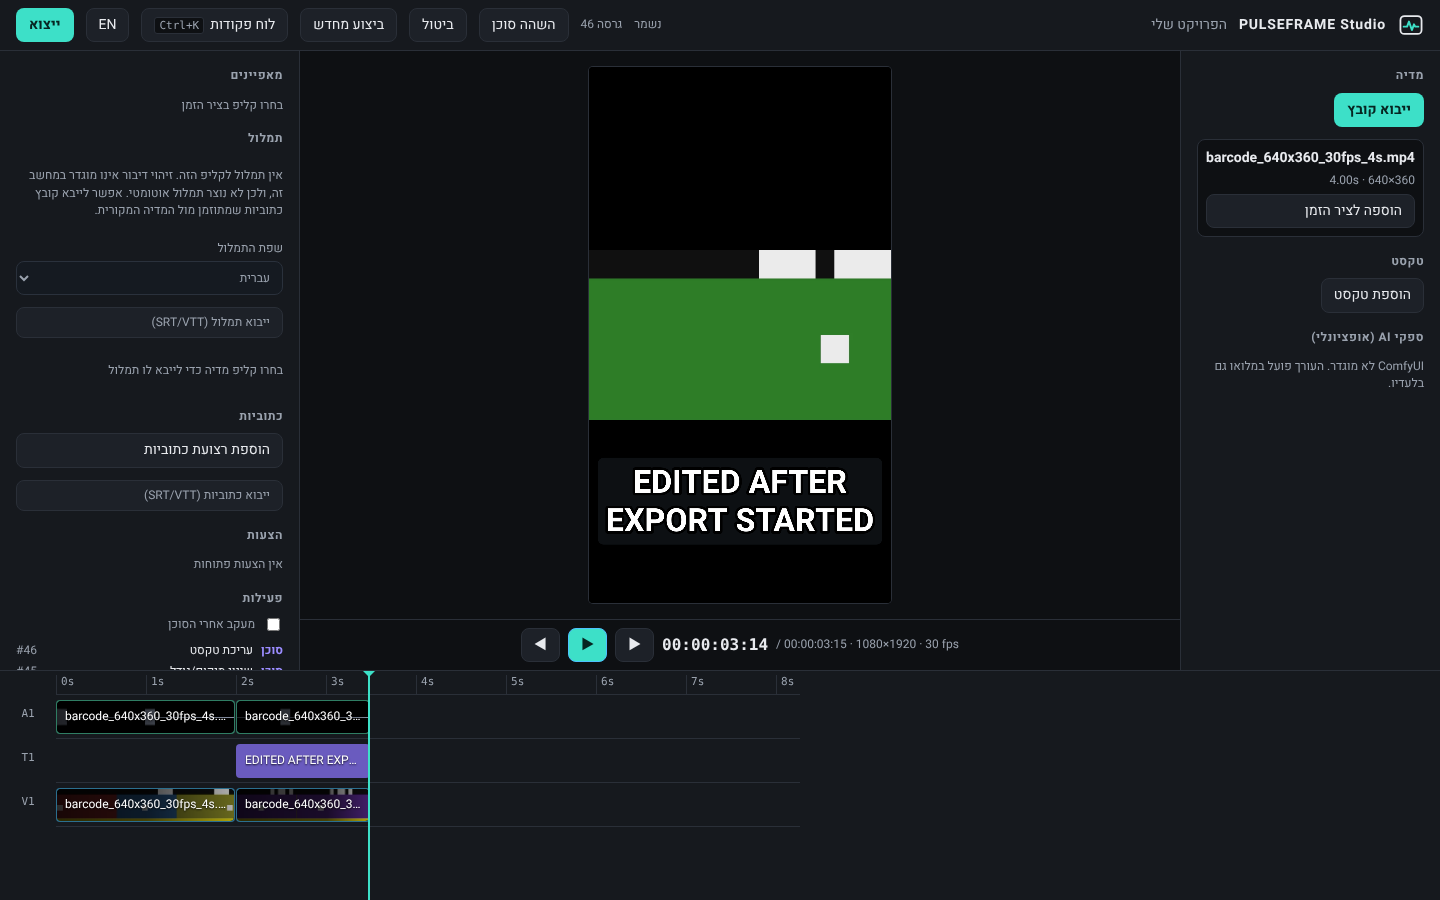 PULSEFRAME Studio
הפרויקט שלי
נשמר
גרסה 46
השהה סוכן
ביטול
ביצוע מחדש
לוח פקודות Ctrl+K
EN
ייצוא
מדיה
ייבוא קובץ
barcode_640x360_30fps_4s.mp4
4.00s · 640×360
הוספה לציר הזמן
טקסט
הוספת טקסט
ספקי AI (אופציונלי)
ComfyUI לא מוגדר. העורך פועל במלואו גם
בלעדיו.
EDITED AFTER
EXPORT STARTED
00:00:03:14 / 00:00:03:15 · 1080×1920 · 30 fps
מאפיינים
בחרו קליפ בציר הזמן
תמלול
אין תמלול לקליפ הזה. זיהוי דיבור אינו מוגדר במחשב
זה, ולכן לא נוצר תמלול אוטומטי. אפשר לייבא קובץ
כתוביות שמתוזמן מול המדיה המקורית.
שפת התמלול
עברית
ייבוא תמלול (SRT/VTT)
בחרו קליפ מדיה כדי לייבא לו תמלול
כתוביות
הוספת רצועת כתוביות
ייבוא כתוביות (SRT/VTT)
הצעות
אין הצעות פתוחות
פעילות
מעקב אחרי הסוכן
סוכן עריכת טקסט #46
0s 1s 2s 3s 4s 5s 6s 7s 8s
A1 barcode_640x360_30fps_4s.… barcode_640x360_3…
T1 EDITED AFTER EXP…
V1 barcode_640x360_30fps_4s.… barcode_640x360_3…